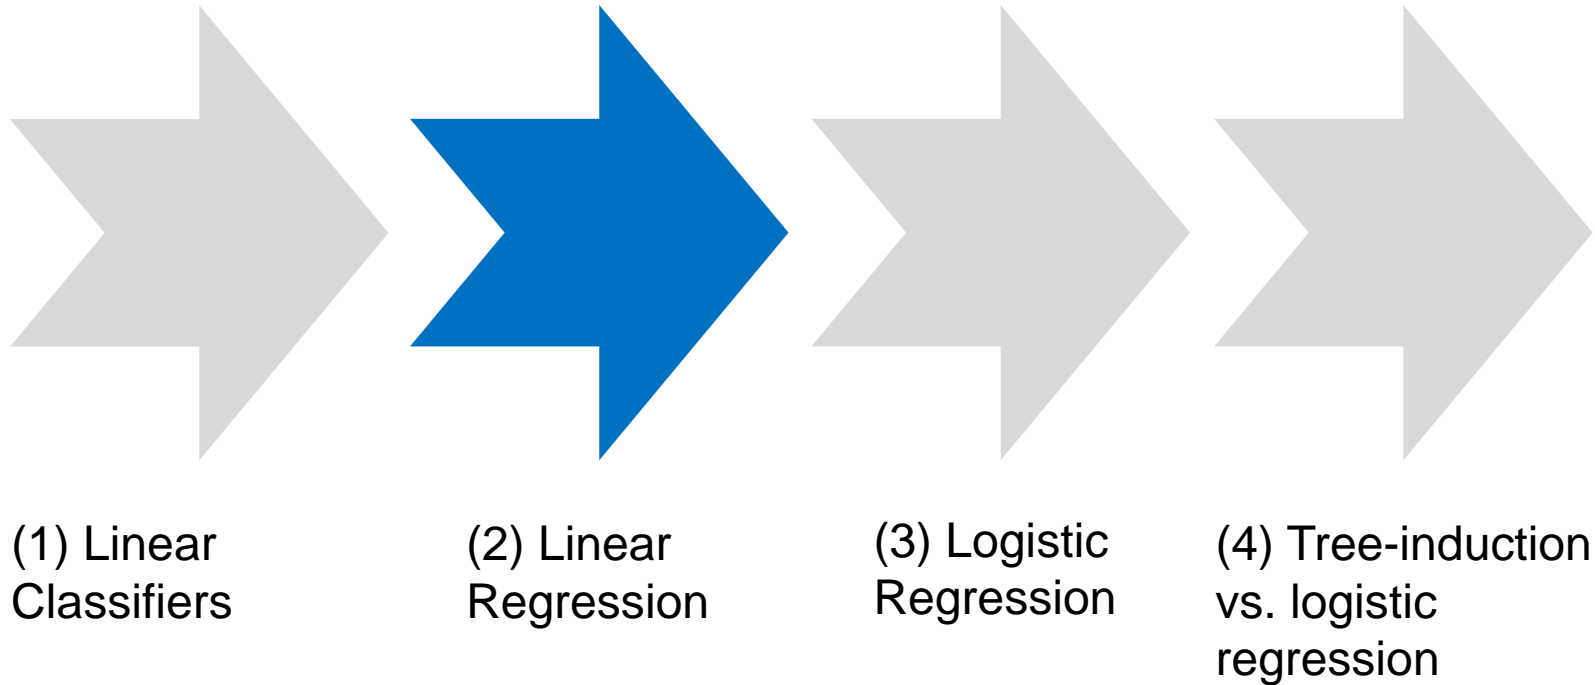 (1) Linear
Classifiers
(2) Linear
Regression
(3) Logistic
Regression
(4) Tree-induction
vs. logistic
regression